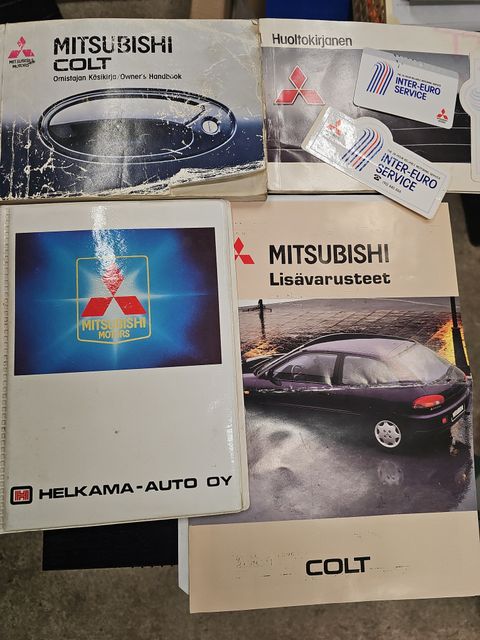 MITSUBISHI
MOTORS
MITSUBISHI
COLT
Omistajan Käsikirja/Owner's Handbook
Huoltokirjanen
INTER-EURO
SERVICE
INTER-EURO
SERVICE
MITSUBISHI
MOTORS
HELKAMA-AUTO OY
MITSUBISHI
Lisävarusteet
COLT